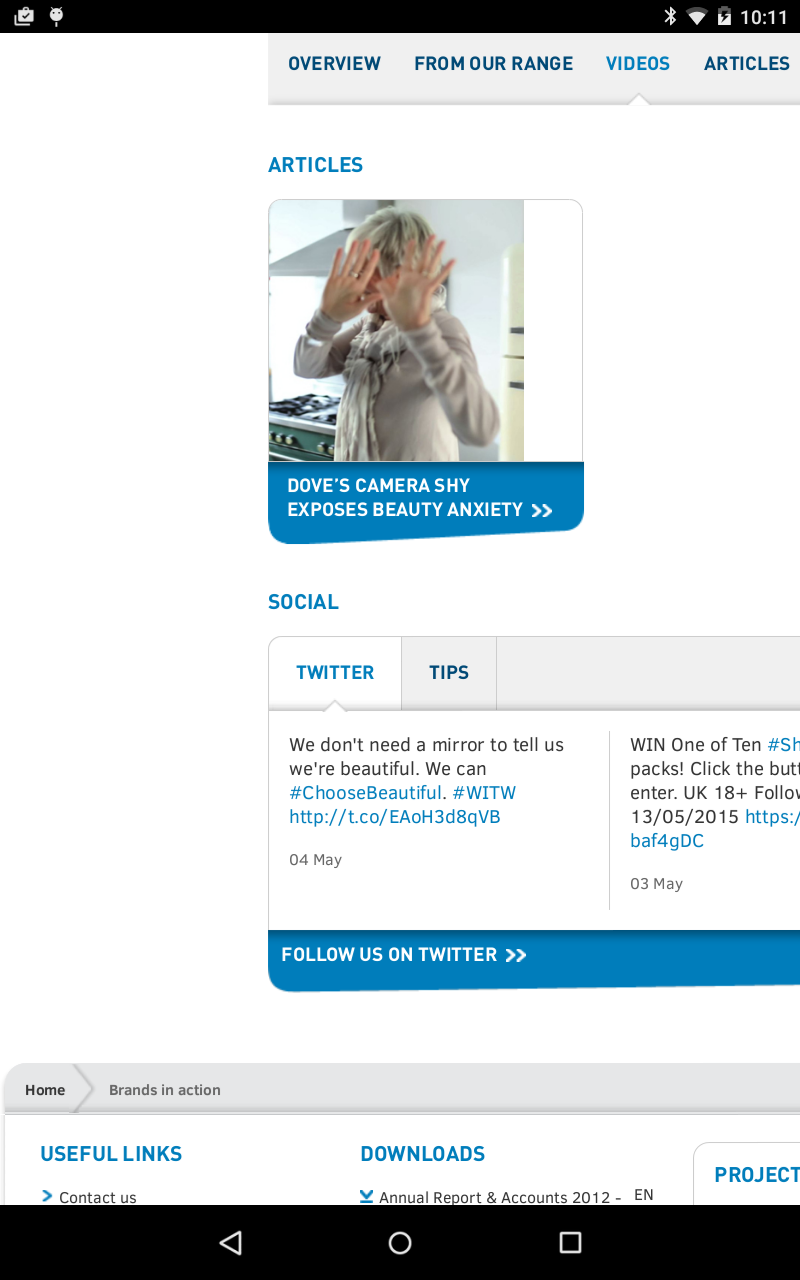 10:11
OVERVIEW FROM OUR RANGE VIDEOS ARTICLES
ARTICLES
DOVE'S CAMERA SHY
EXPOSES BEAUTY ANXIETY
SOCIAL
TWITTER TIPS
We don't need a mirror to tell us
we're beautiful. We can
#ChooseBeautiful. #WITW
http://t.co/EAoH3d8qVB
04 May
WIN One of Ten #Sh
packs! Click the butt
enter. UK 18+ Follow
13/05/2015 https:/
baf4gDC
03 May
FOLLOW US ON TWITTER
Home Brands in action
USEFUL LINKS
Contact us
DOWNLOADS
Annual Report & Accounts 2012 - EN
PROJECT